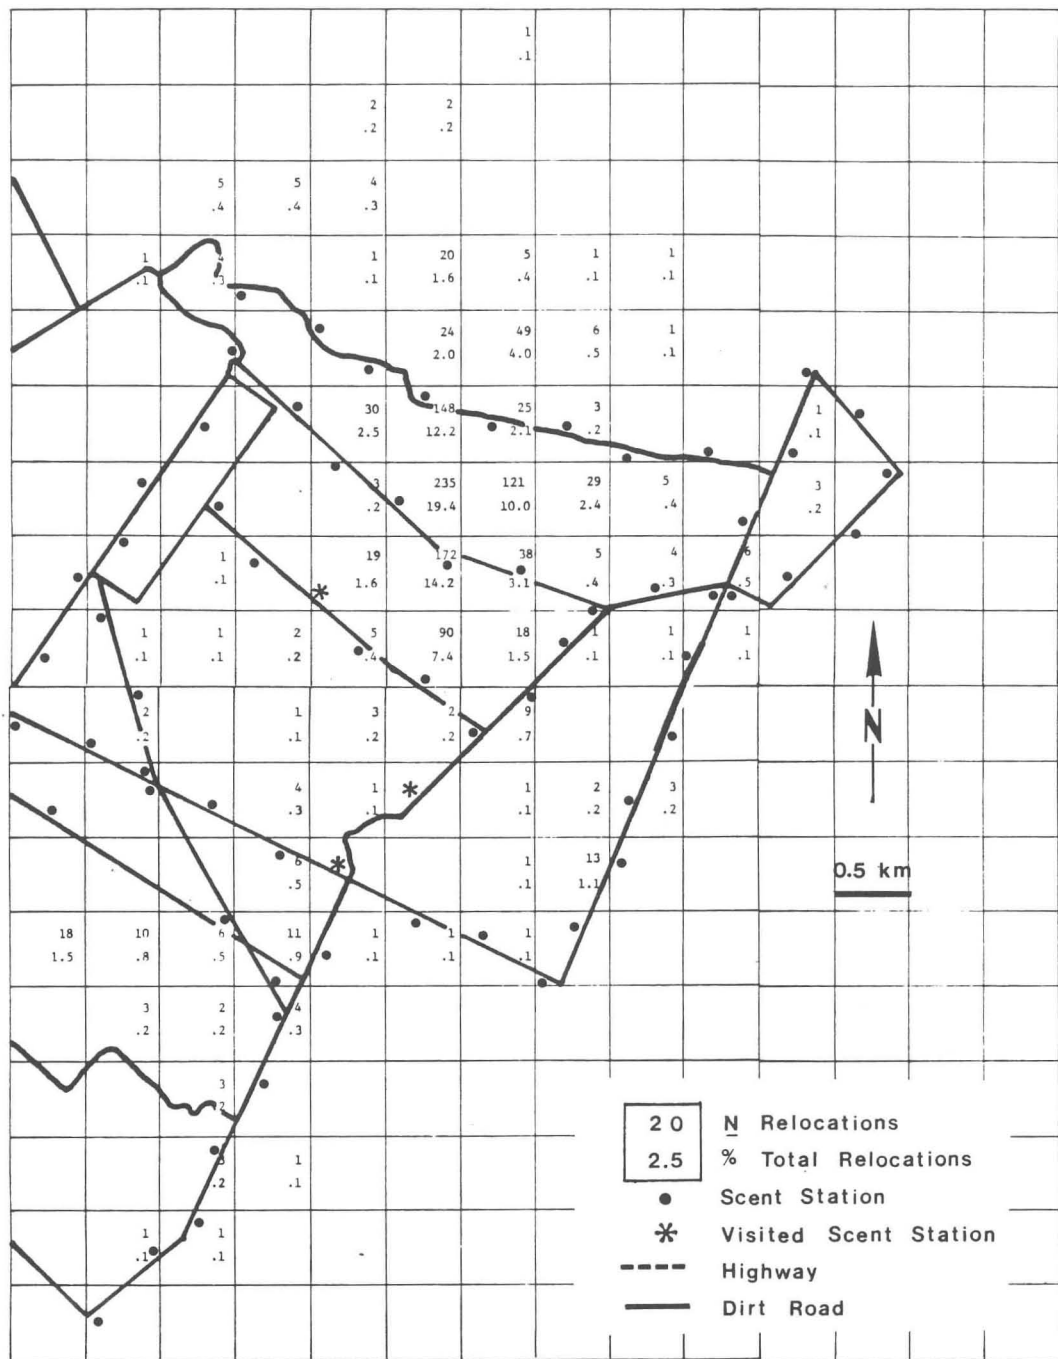 1
.1
2 2
.2 .2
5 5 4
.4 .4 .3
1 4 1 20 5 1 1
.1 .3 .1 1.6 .4 .1 .1
24 49 6 1
2.0 4.0 .5 .1
30 148 25 3 1
2.5 12.2 2.1 .2 .1
3 235 121 29 5 3
.2 19.4 10.0 2.4 .4 .2
1 19 172 38 5 4 6
.1 1.6 14.2 3.1 .4 .3 .5
1 1 2 5 90 18 1 1 1
.1 .1 .2 .4 7.4 1.5 .1 .1 .1
2 1 3 2 9
.2 .1 .2 .2 .7
N
4 1 1 2 3
.3 .1 .1 .2 .2
6 1 13
.5 .1 1.1
0.5 km
18 10 6 11 1 1 1
1.5 .8 .5 .9 .1 .1 .1
3 2 4
.2 .2 .3
3
.2
1
.2 .1
1 1
.1 .1
20 N Relocations
2.5 % Total Relocations
Scent Station
Visited Scent Station
Highway
Dirt Road